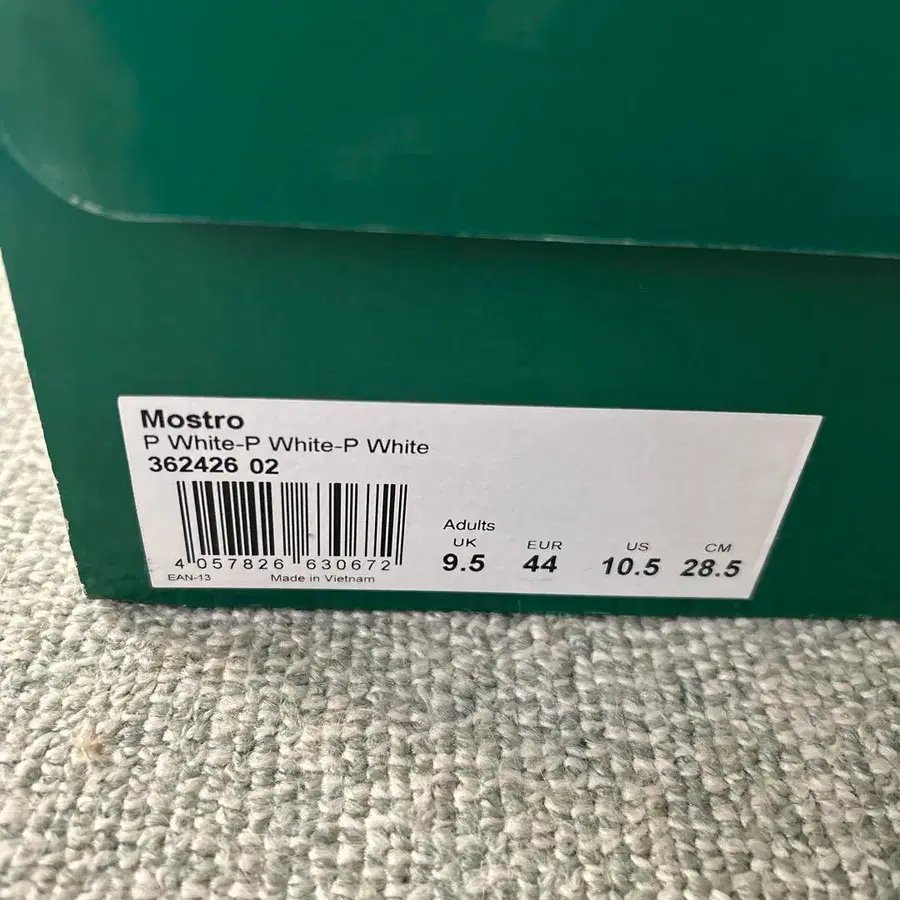 Mostro
P White-P White-P White
362426 02
4 057826 630672
EAN-13 Made in Vietnam
Adults
UK EUR US CM
9.5 44 10.5 28.5